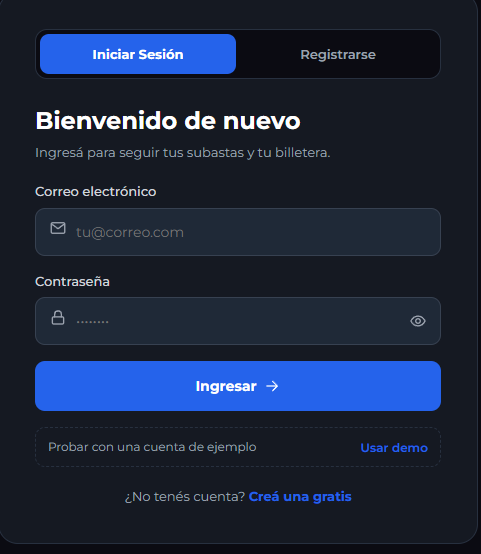 Iniciar Sesión Registrarse
Bienvenido de nuevo
Ingresá para seguir tus subastas y tu billetera.
Correo electrónico
tu@correo.com
Contraseña
••••••••
Ingresar →
Probar con una cuenta de ejemplo Usar demo
¿No tenés cuenta? Creá una gratis